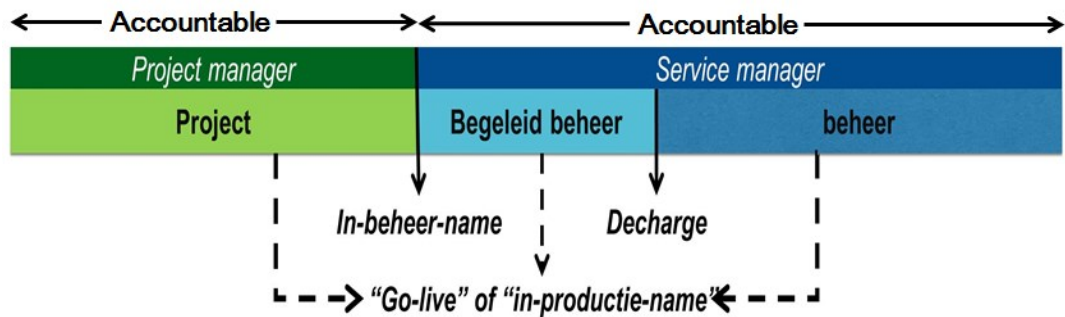 Accountable Accountable
Project manager Service manager
Project Begeleid beheer beheer
In-beheer-name Decharge
“Go-live” of “in-productie-name”